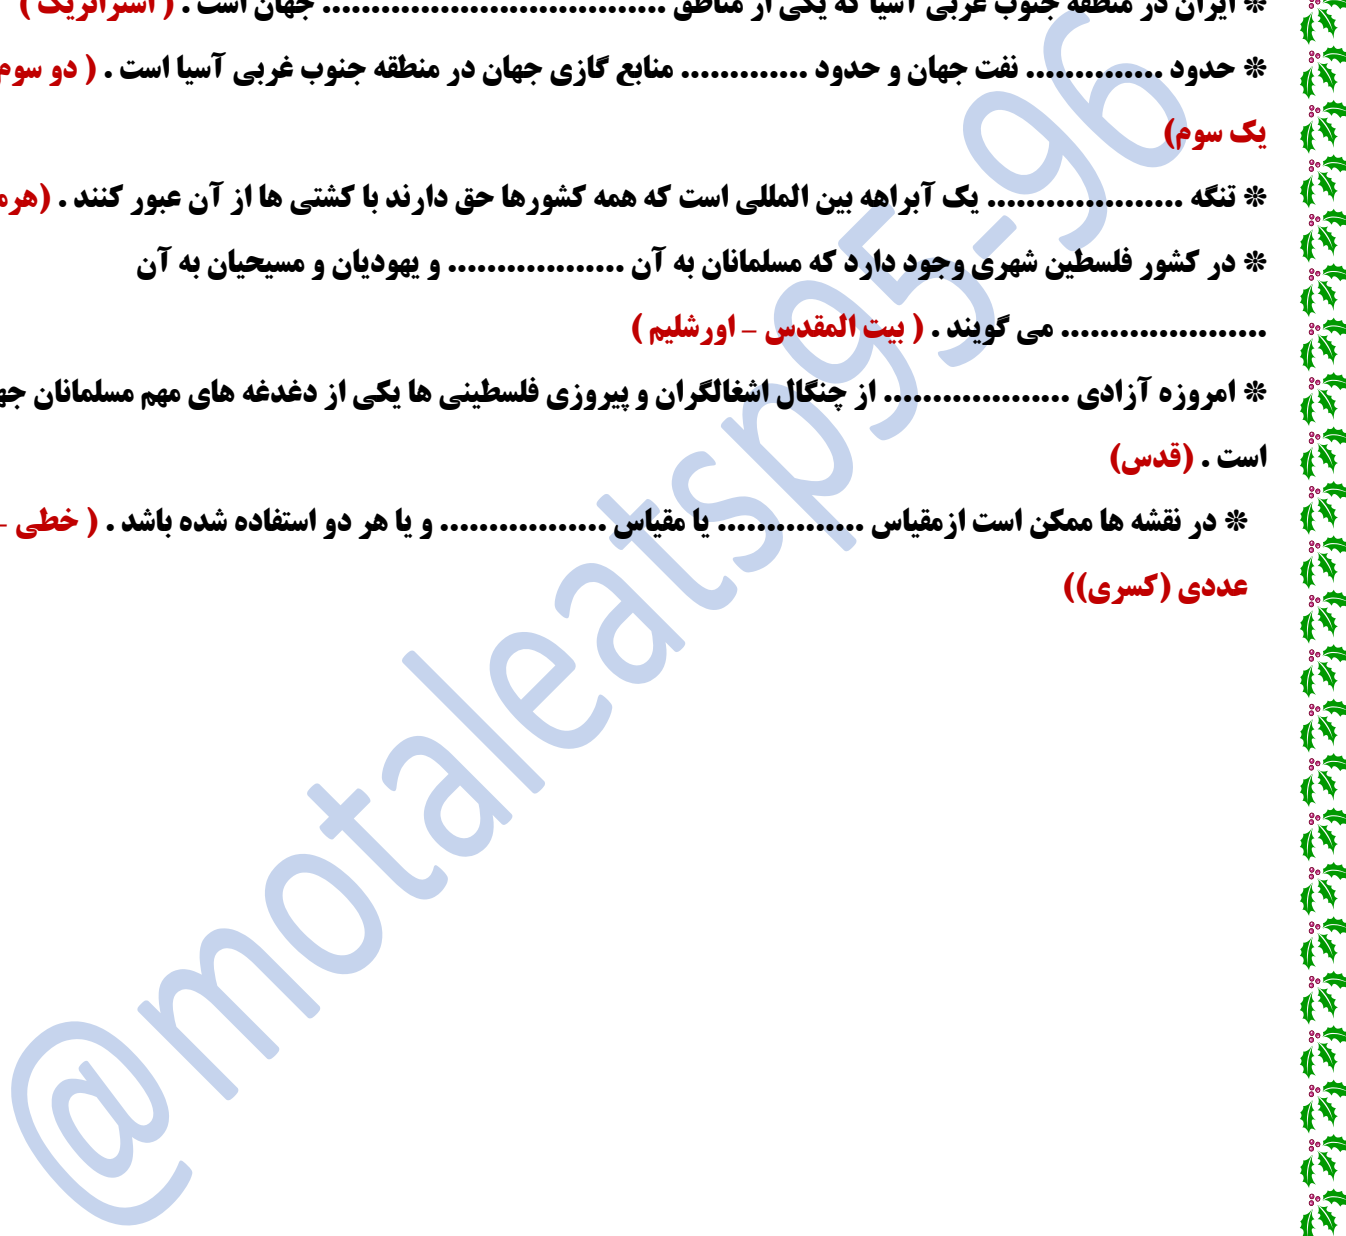 ❊ ایران در منطقه جنوب غربی آسیا که یکی از مناطق ................................... جهان است . ( استراتژیک )
❊ حدود .............. نفت جهان و حدود ............. منابع گازی جهان در منطقه جنوب غربی آسیا است . ( دو سوم
یک سوم)
❊ تنگه .................... یک آبراهه بین المللی است که همه کشورها حق دارند با کشتی ها از آن عبور کنند . (
❊ در کشور فلسطین شهری وجود دارد که مسلمانان به آن .................. و یهودیان و مسیحیان به آن
..................... می گویند . ( بیت المقدس - اورشلیم )
❊ امروزه آزادی ................... از چنگال اشغالگران و پیروزی فلسطینی ها یکی از دغدغه های مهم مسلمانان
است . (قدس)
❊ در نقشه ها ممکن است ازمقیاس ............... یا مقیاس ................. و یا هر دو استفاده شده باشد . ( خطی -
عددی (کسری))
@motaleatsp95-96